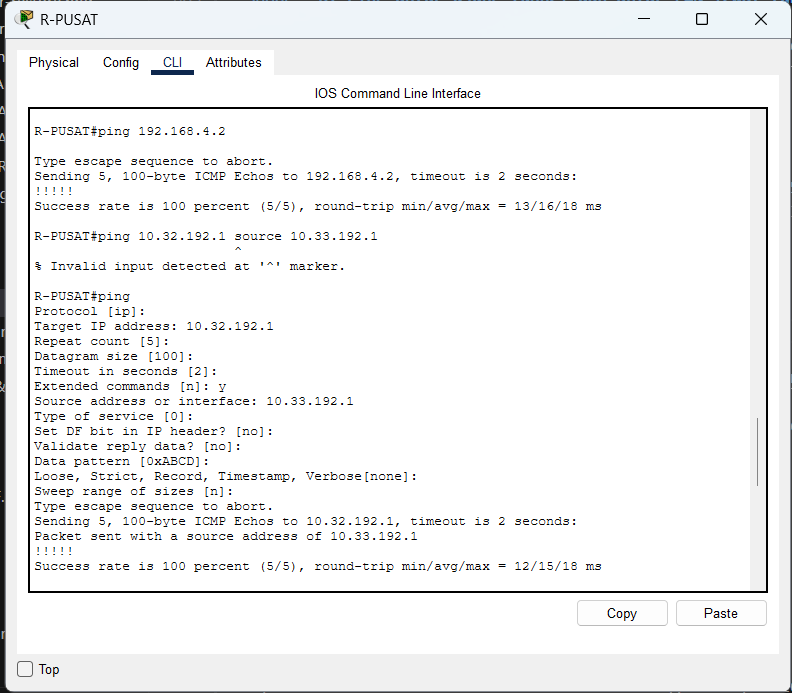 R-PUSAT
Physical Config CLI Attributes
IOS Command Line Interface
R-PUSAT#ping 192.168.4.2
Type escape sequence to abort.
Sending 5, 100-byte ICMP Echos to 192.168.4.2, timeout is 2 seconds:
!!!!!
Success rate is 100 percent (5/5), round-trip min/avg/max = 13/16/18 ms
R-PUSAT#ping 10.32.192.1 source 10.33.192.1
^
% Invalid input detected at '^' marker.
R-PUSAT#ping
Protocol [ip]:
Target IP address: 10.32.192.1
Repeat count [5]:
Datagram size [100]:
Timeout in seconds [2]:
Extended commands [n]: y
Source address or interface: 10.33.192.1
Type of service [0]:
Set DF bit in IP header? [no]:
Validate reply data? [no]:
Data pattern [0xABCD]:
Loose, Strict, Record, Timestamp, Verbose[none]:
Sweep range of sizes [n]:
Type escape sequence to abort.
Sending 5, 100-byte ICMP Echos to 10.32.192.1, timeout is 2 seconds:
Packet sent with a source address of 10.33.192.1
!!!!!
Success rate is 100 percent (5/5), round-trip min/avg/max = 12/15/18 ms
Copy Paste
Top